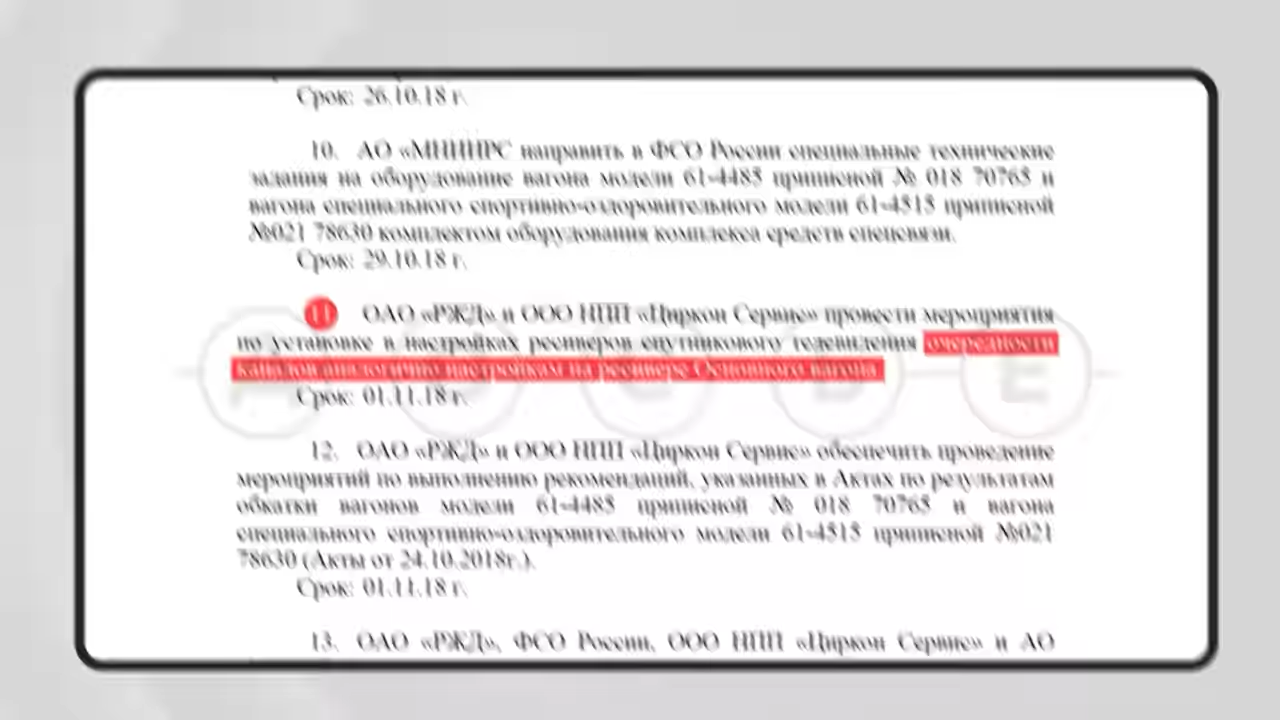 Срок: 26.10.18 г.
10. АО «МНИИРС направить в ФСО России специальные технические
задания на оборудование вагона модели 61-4485 приписной № 018 70765 и
вагона специального спортивно-оздоровительного модели 61-4515 приписной
№021 78630 комплектом оборудования комплекса средств спецсвязи.
Срок: 29.10.18 г.
11 ОАО «РЖД» и ООО НПП «Циркон Сервис» провести мероприятия
по установке в настройках ресиверов спутникового телевидения очередности
каналов аналогично настройкам на ресивере Основного вагона
Срок: 01.11.18 г.
12. ОАО «РЖД» и ООО НПП «Циркон Сервис» обеспечить проведение
мероприятий по выполнению рекомендаций, указанных в Актах по результатам
обкатки вагонов модели 61-4485 приписной № 018 70765 и вагона
специального спортивно-оздоровительного модели 61-4515 приписной №021
78630 (Акты от 24.10.2018г.).
Срок: 01.11.18 г.
13. ОАО «РЖД», ФСО России, ООО НПП «Циркон Сервис» и АО